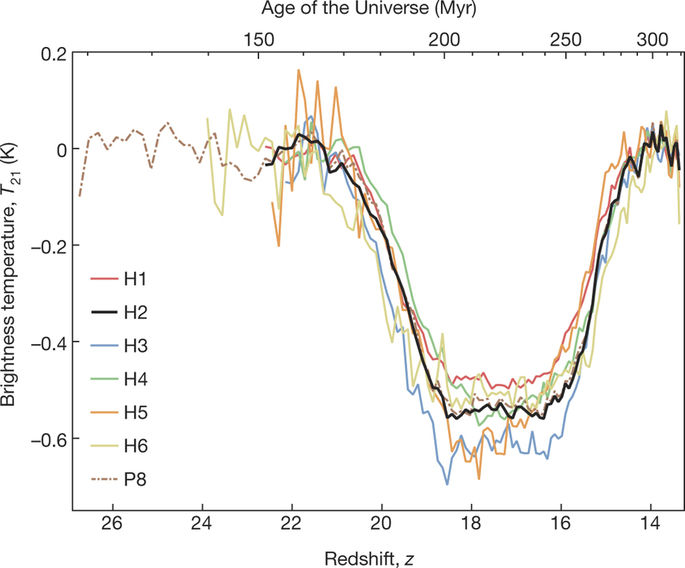 Age of the Universe (Myr)
150 200 250 300
Brightness temperature, T21 (K)
0.2
0
−0.2
−0.4
−0.6
H1
H2
H3
H4
H5
H6
P8
26 24 22 20 18 16 14
Redshift, z